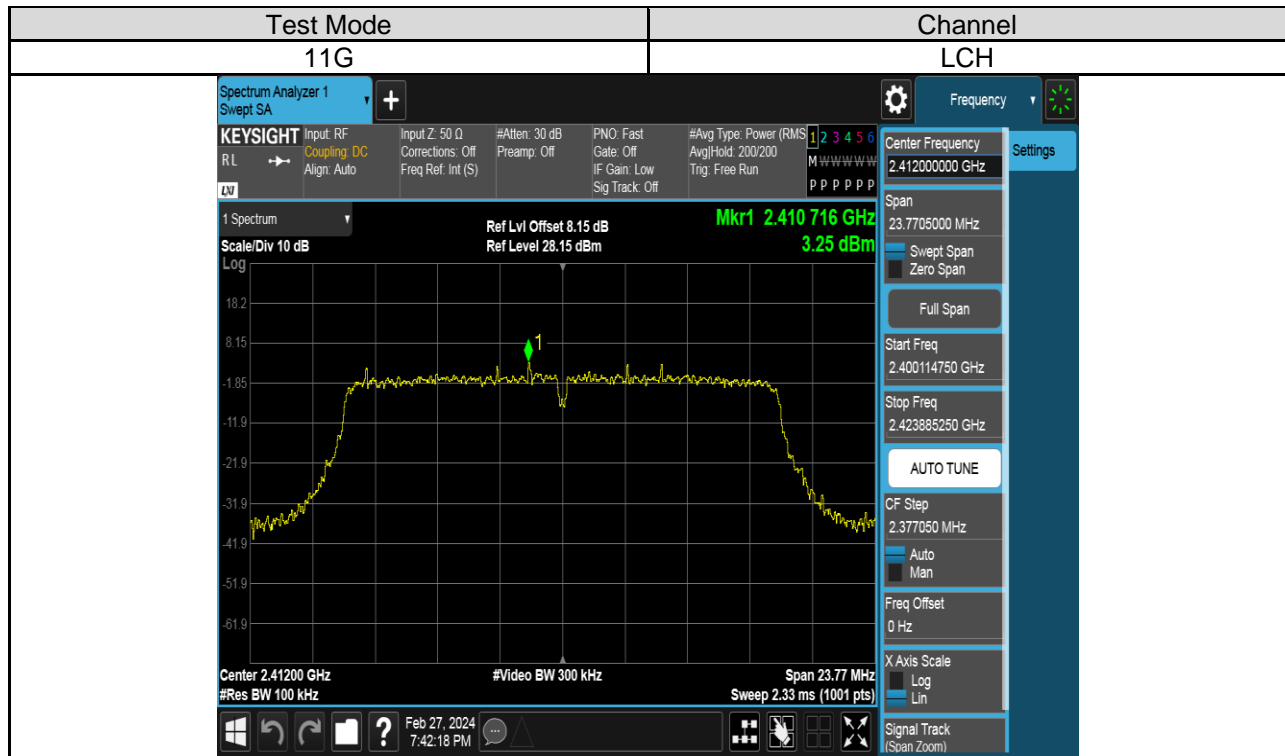 Test Mode Channel
11G LCH
Spectrum Analyzer 1
Swept SA
+
Frequency
KEYSIGHT
RL
LXI
Input: RF
Coupling: DC
Align: Auto
Input Z: 50 Ω
Corrections: Off
Freq Ref: Int (S)
#Atten: 30 dB
Preamp: Off
PNO: Fast
Gate: Off
IF Gain: Low
Sig Track: Off
#Avg Type: Power (RMS
Avg|Hold: 200/200
Trig: Free Run
1 2 3 4 5 6
M W W W W W
P P P P P P
1 Spectrum
Scale/Div 10 dB
Ref Lvl Offset 8.15 dB
Ref Level 28.15 dBm
Mkr1 2.410 716 GHz
3.25 dBm
Log
18.2
8.15
-1.85
-11.9
-21.9
-31.9
-41.9
-51.9
-61.9
1
Center 2.41200 GHz
#Res BW 100 kHz
#Video BW 300 kHz
Span 23.77 MHz
Sweep 2.33 ms (1001 pts)
Center Frequency
2.412000000 GHz
Settings
Span
23.7705000 MHz
Swept Span
Zero Span
Full Span
Start Freq
2.400114750 GHz
Stop Freq
2.423885250 GHz
AUTO TUNE
CF Step
2.377050 MHz
Auto
Man
Freq Offset
0 Hz
X Axis Scale
Log
Lin
Signal Track
(Span Zoom)
?
Feb 27, 2024
7:42:18 PM